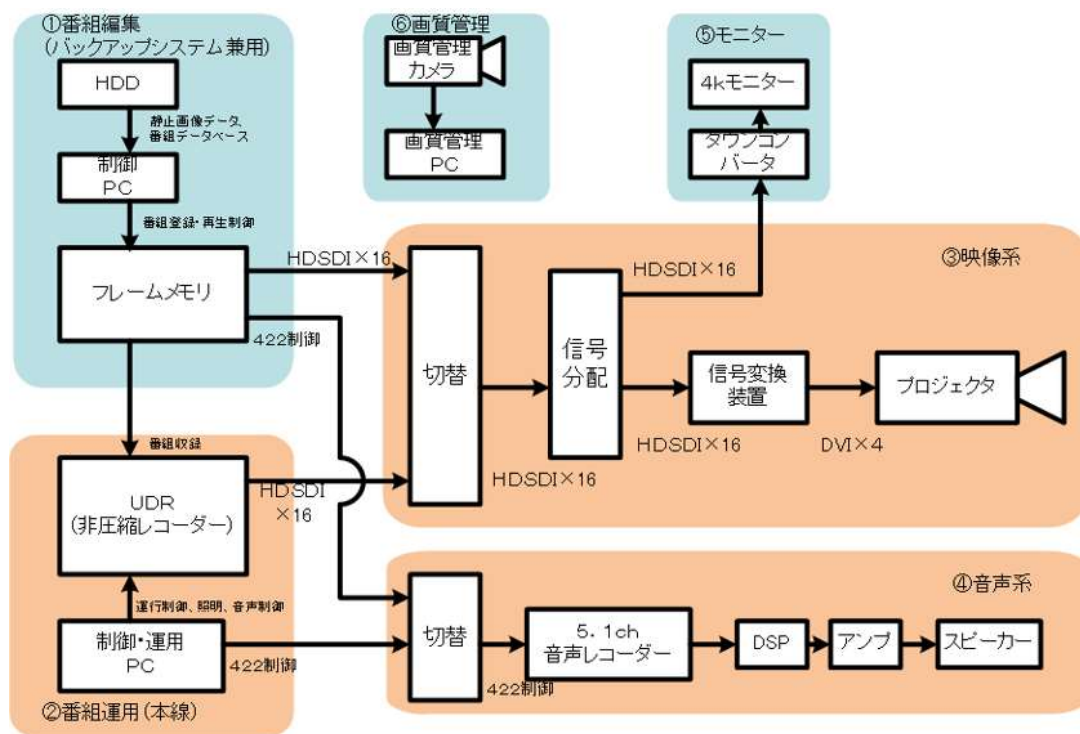 ①番組編集
(バックアップシステム兼用)
HDD
静止画像データ、
番組データベース
制御
PC
番組登録・再生制御
フレームメモリ
HDSDI×16
422制御
番組収録
UDR
(非圧縮レコーダー)
HDSDI
×16
運行制御、照明、音声制御
制御・運用
PC
422制御
②番組運用(本線)
⑥画質管理
画質管理
カメラ
画質管理
PC
⑤モニター
4kモニター
ダウンコン
バータ
③映像系
切替
HDSDI×16
信号
分配
HDSDI×16
HDSDI×16
信号変換
装置
DVI×4
プロジェクタ
④音声系
切替
422制御
5.1ch
音声レコーダー
DSP
アンプ
スピーカー